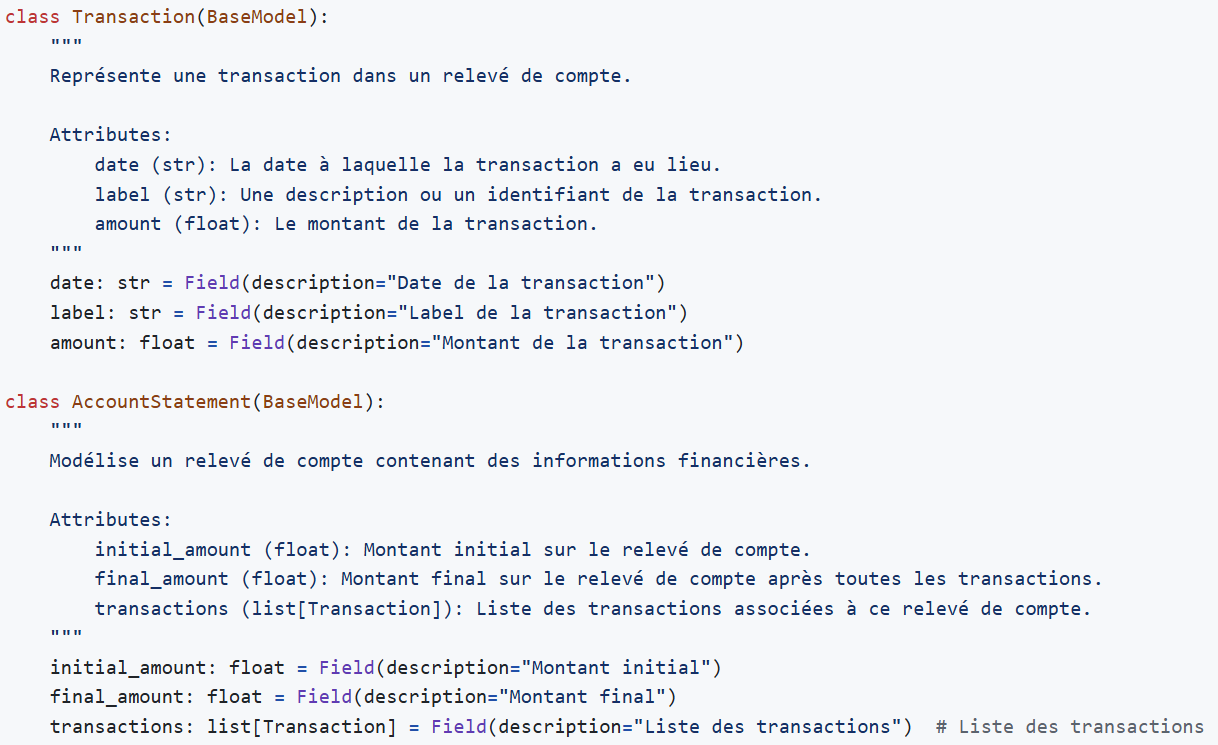 class Transaction(BaseModel):
    """
    Représente une transaction dans un relevé de compte.

    Attributes:
        date (str): La date à laquelle la transaction a eu lieu.
        label (str): Une description ou un identifiant de la transaction.
        amount (float): Le montant de la transaction.
    """
    date: str = Field(description="Date de la transaction")
    label: str = Field(description="Label de la transaction")
    amount: float = Field(description="Montant de la transaction")

class AccountStatement(BaseModel):
    """
    Modélise un relevé de compte contenant des informations financières.

    Attributes:
        initial_amount (float): Montant initial sur le relevé de compte.
        final_amount (float): Montant final sur le relevé de compte après toutes les transactions.
        transactions (list[Transaction]): Liste des transactions associées à ce relevé de compte.
    """
    initial_amount: float = Field(description="Montant initial")
    final_amount: float = Field(description="Montant final")
    transactions: list[Transaction] = Field(description="Liste des transactions")  # Liste des transactions